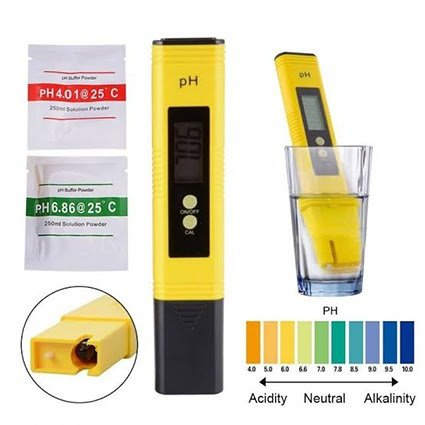 pH Buffer Powder
PH 4.01@25°C
250ml Solution Powder
pH Buffer Powder
PH 6.86@25°C
250ml Solution Powder
pH
ON/OFF
CAL
pH
PH
4.0 5.0 6.0 6.6 7.0 7.8 8.5 9.0 9.5 10.0
Acidity Neutral Alkalinity